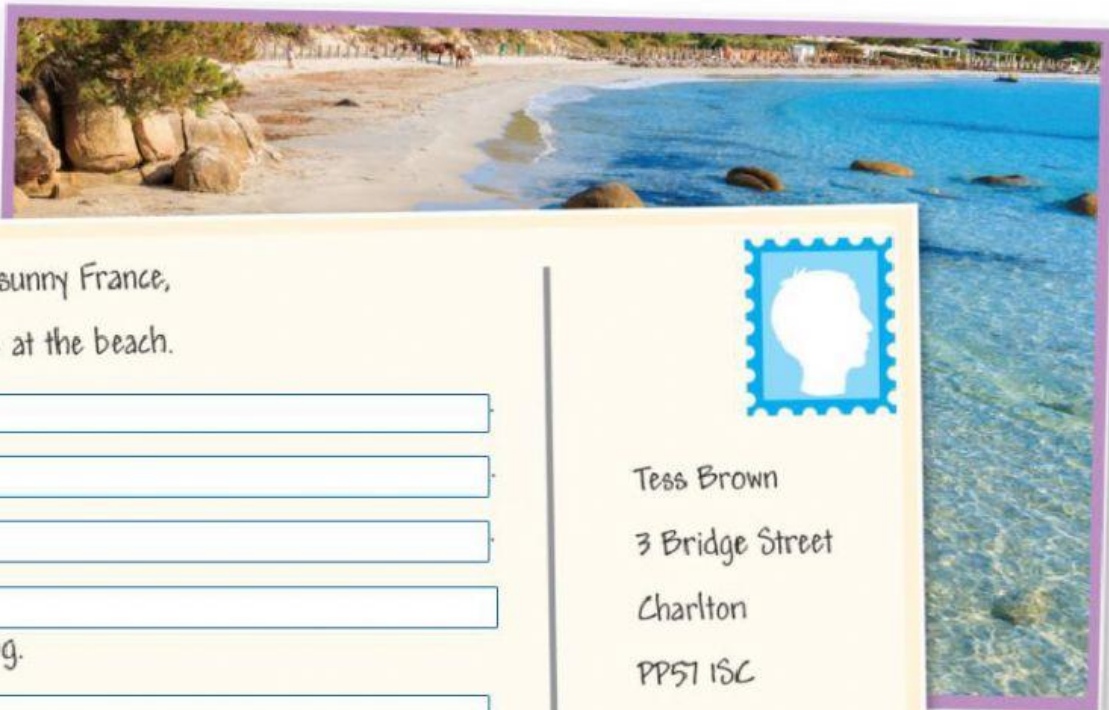 sunny France,
at the beach.
g.
Tess Brown
3 Bridge Street
Charlton
PP57 1SC